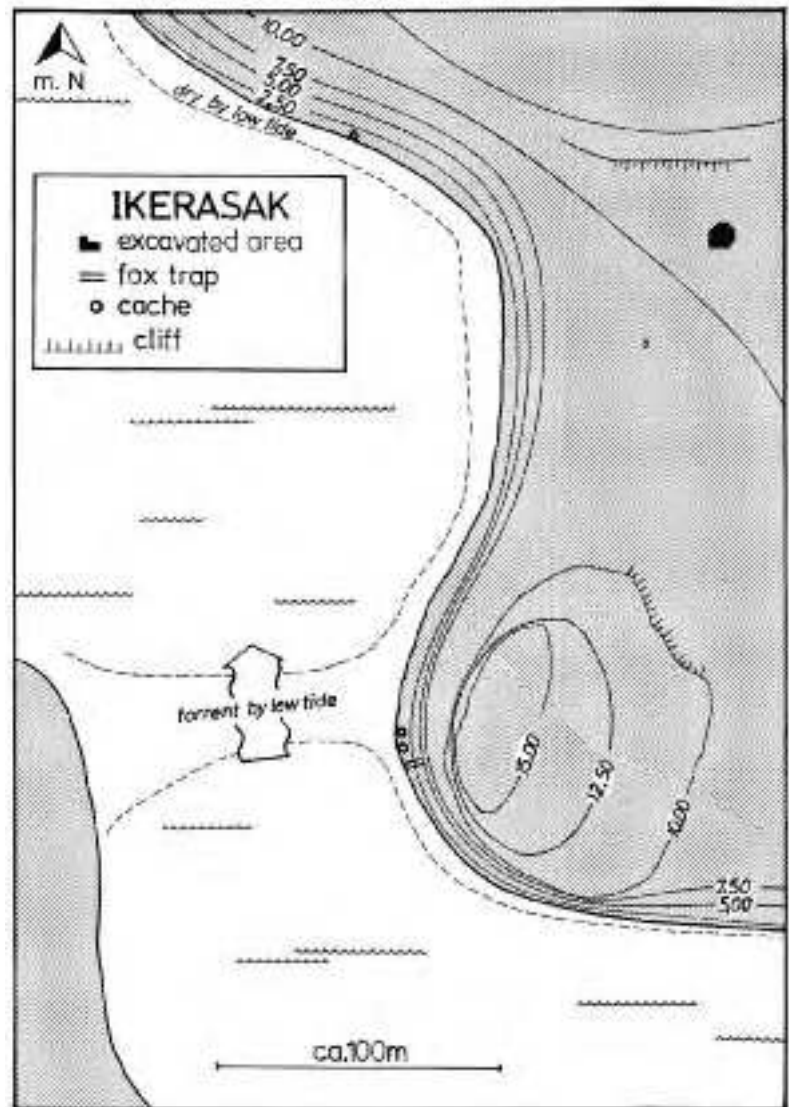 10.00
7.50
5.00
2.50
m. N
dry by low tide
IKERASAK
excavated area
fox trap
cache
cliff
torrent by low tide
15.00
12.50
10.00
7.50
5.00
ca.100m